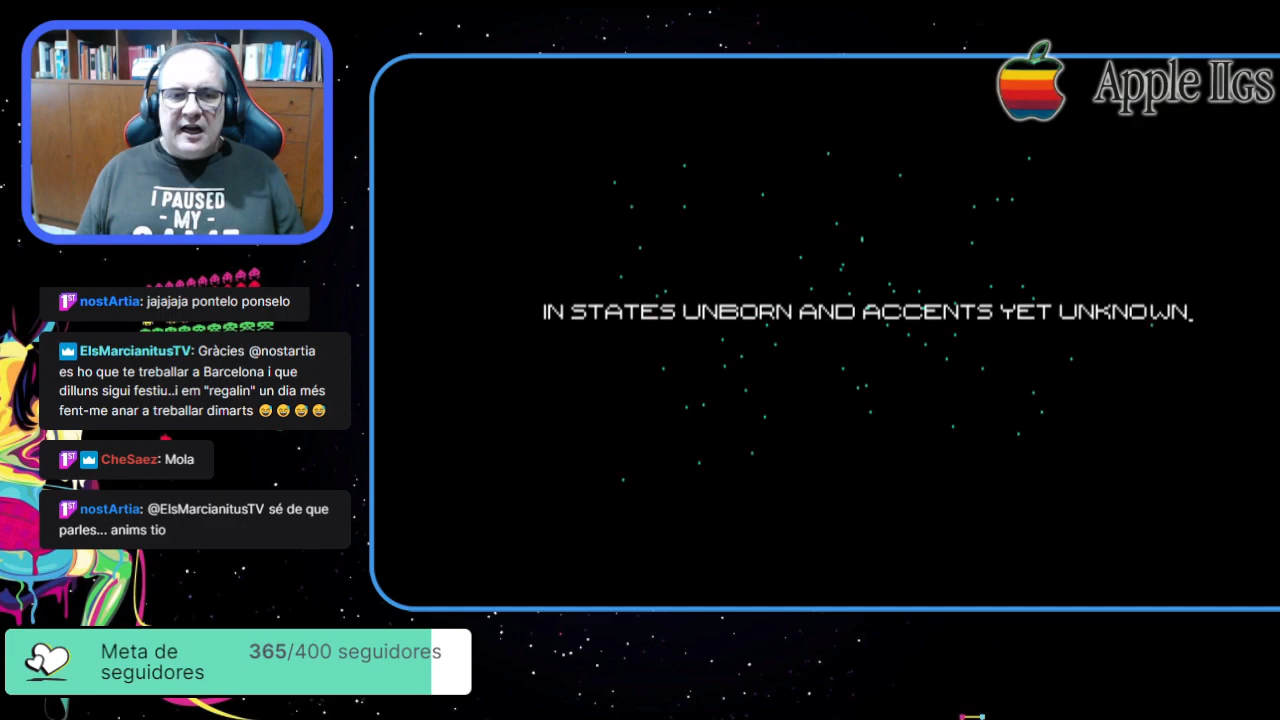 Apple IIGS
I PAUSED
- MY -
GAME
nostArtia: jajajaja pontelo ponselo
IN STATES UNBORN AND ACCENTS YET UNKNOWN.
ElsMarcianitusTV: Gràcies @nostartia
es ho que te treballar a Barcelona i que
dilluns sigui festiu..i em "regalin" un dia més
fent-me anar a treballar dimarts 😅 😅 😅 😅
CheSaez: Mola
nostArtia: @ElsMarcianitusTV sé de que
parles... anims tio
Meta de
seguidores
365/400 seguidores